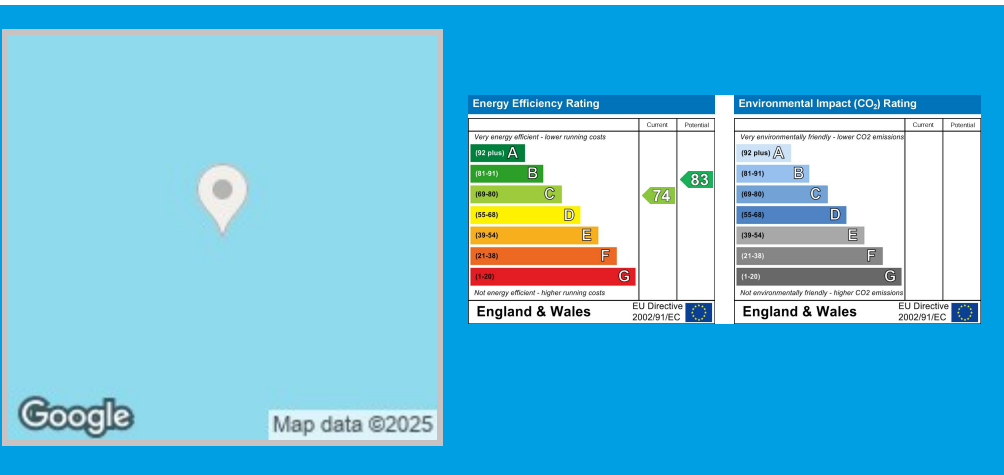 Google
Map data ©2025
Energy Efficiency Rating
Current Potential
Very energy efficient - lower running costs
(92 plus) A
(81-91) B
83
(69-80) C
74
(55-68) D
(39-54) E
(21-38) F
(1-20) G
Not energy efficient - higher running costs
England & Wales
EU Directive
2002/91/EC
Environmental Impact (CO₂) Rating
Current Potential
Very environmentally friendly - lower CO2 emissions
(92 plus) A
(81-91) B
(69-80) C
(55-68) D
(39-54) E
(21-38) F
(1-20) G
Not environmentally friendly - higher CO2 emissions
England & Wales
EU Directive
2002/91/EC